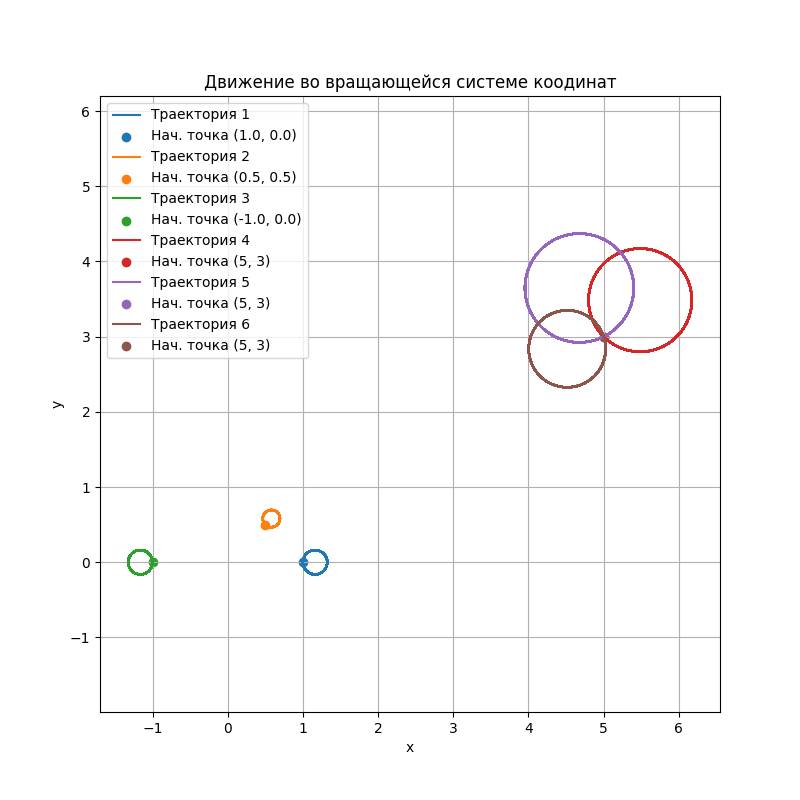 Движение во вращающейся системе коодинат
Траектория 1
Нач. точка (1.0, 0.0)
Траектория 2
Нач. точка (0.5, 0.5)
Траектория 3
Нач. точка (-1.0, 0.0)
Траектория 4
Нач. точка (5, 3)
Траектория 5
Нач. точка (5, 3)
Траектория 6
Нач. точка (5, 3)
6
5
4
3
2
1
0
−1
y
−1 0 1 2 3 4 5 6
x